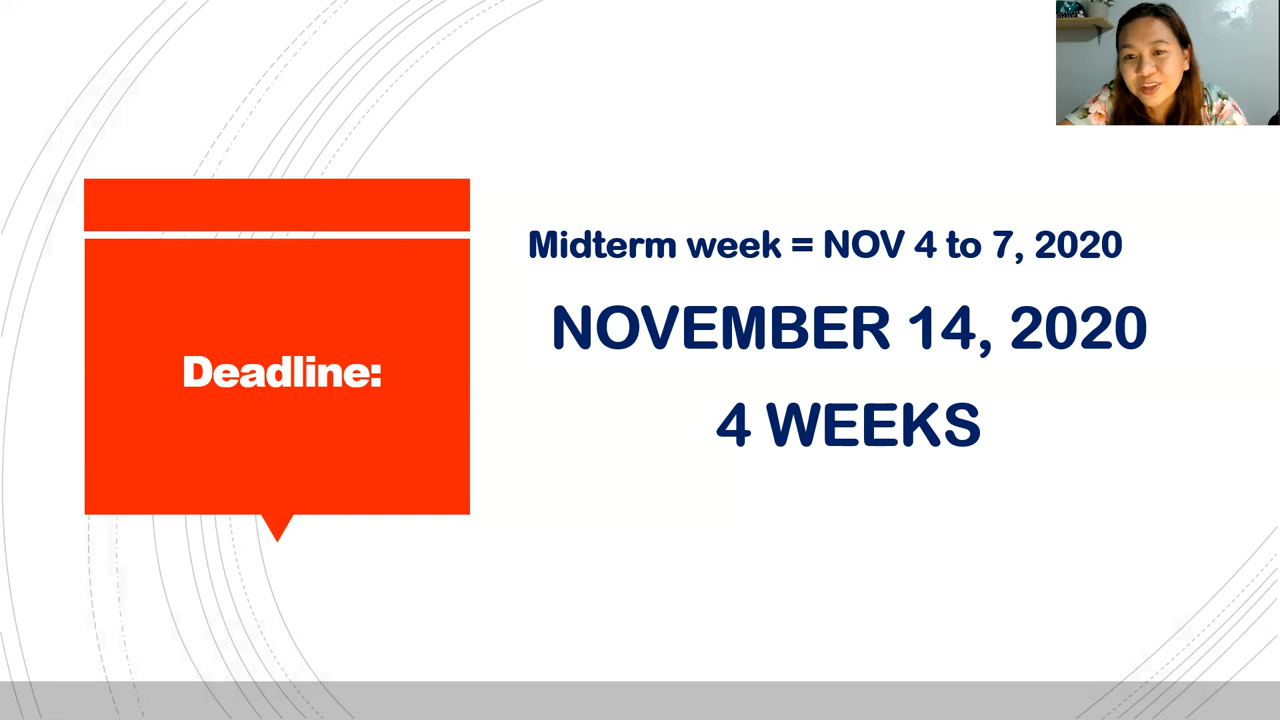 Deadline:
Midterm week = NOV 4 to 7, 2020
NOVEMBER 14, 2020
4 WEEKS